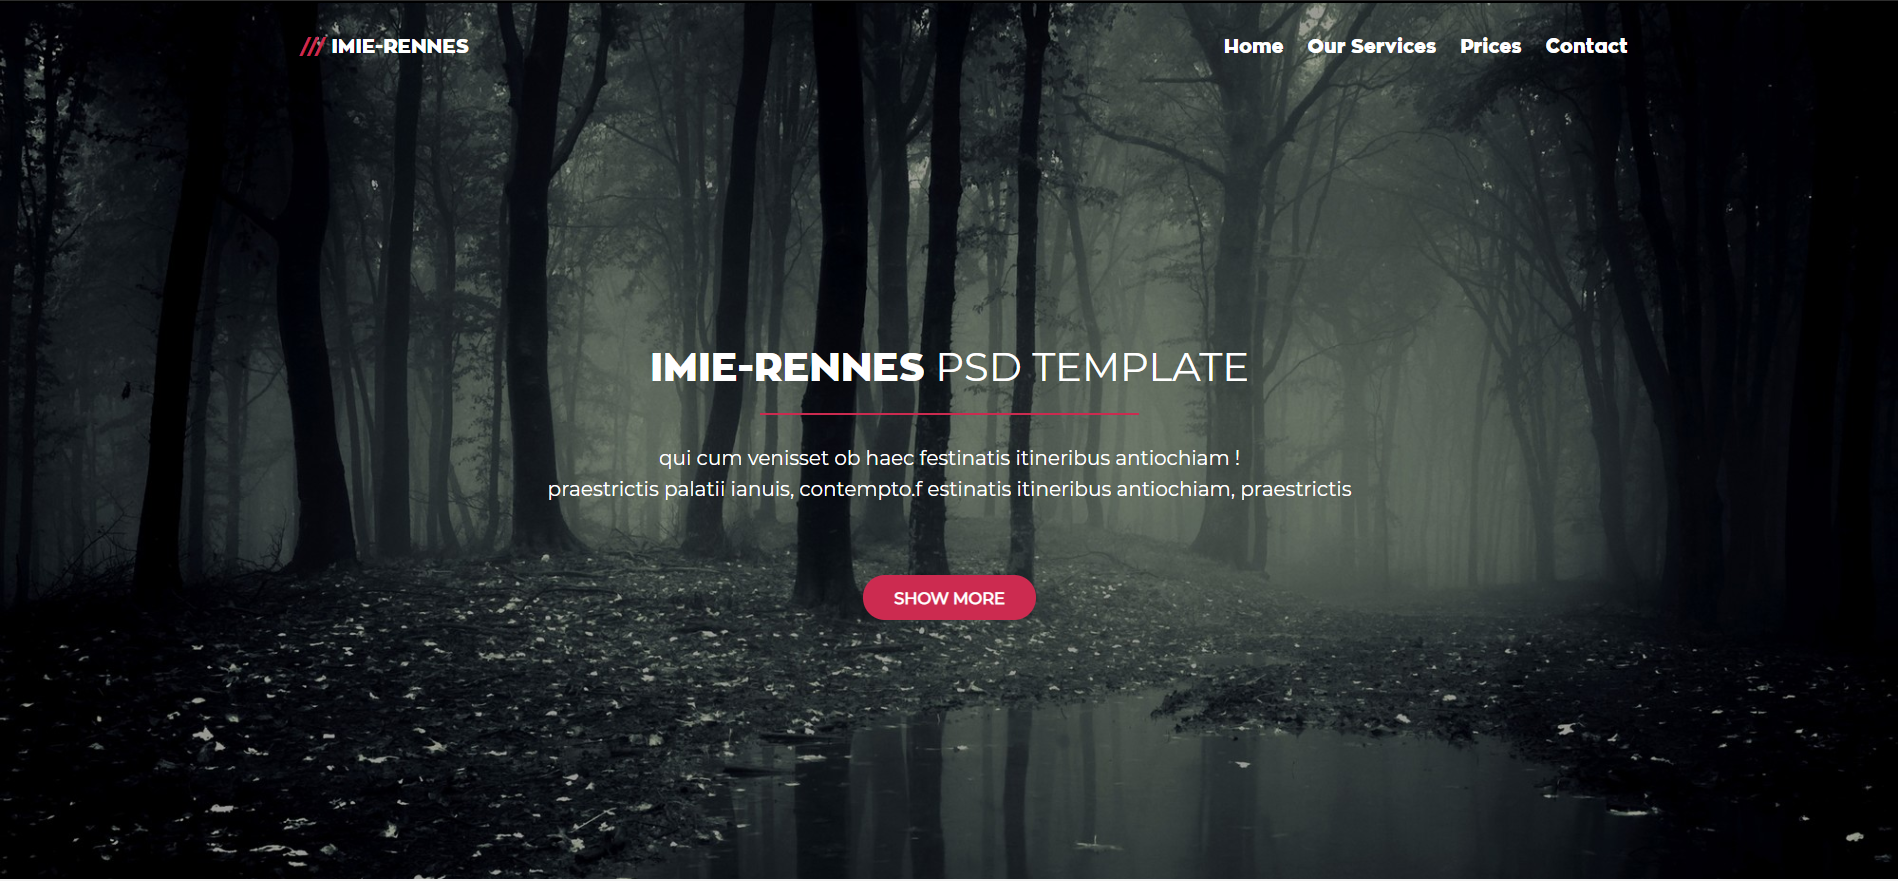 IMIE-RENNES
Home Our Services Prices Contact
IMIE-RENNES PSD TEMPLATE
qui cum venisset ob haec festinatis itineribus antiochiam !
praestrictis palatii ianuis, contempto.f estinatis itineribus antiochiam, praestrictis
SHOW MORE